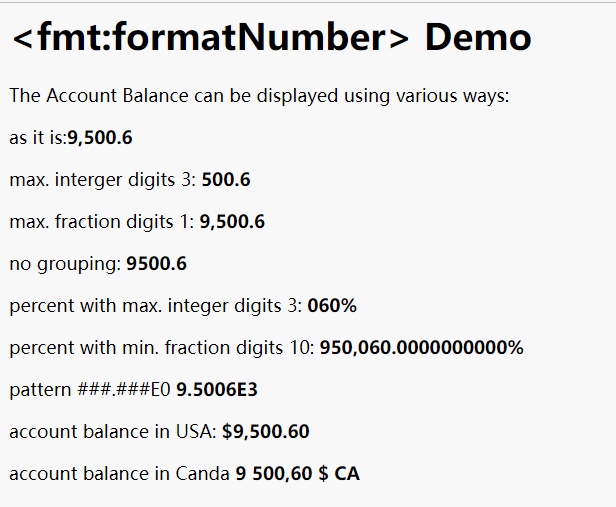 <fmt:formatNumber> Demo
The Account Balance can be displayed using various ways:
as it is:9,500.6
max. interger digits 3: 500.6
max. fraction digits 1: 9,500.6
no grouping: 9500.6
percent with max. integer digits 3: 060%
percent with min. fraction digits 10: 950,060.0000000000%
pattern ###.###E0 9.5006E3
account balance in USA: $9,500.60
account balance in Canda 9 500,60 $ CA